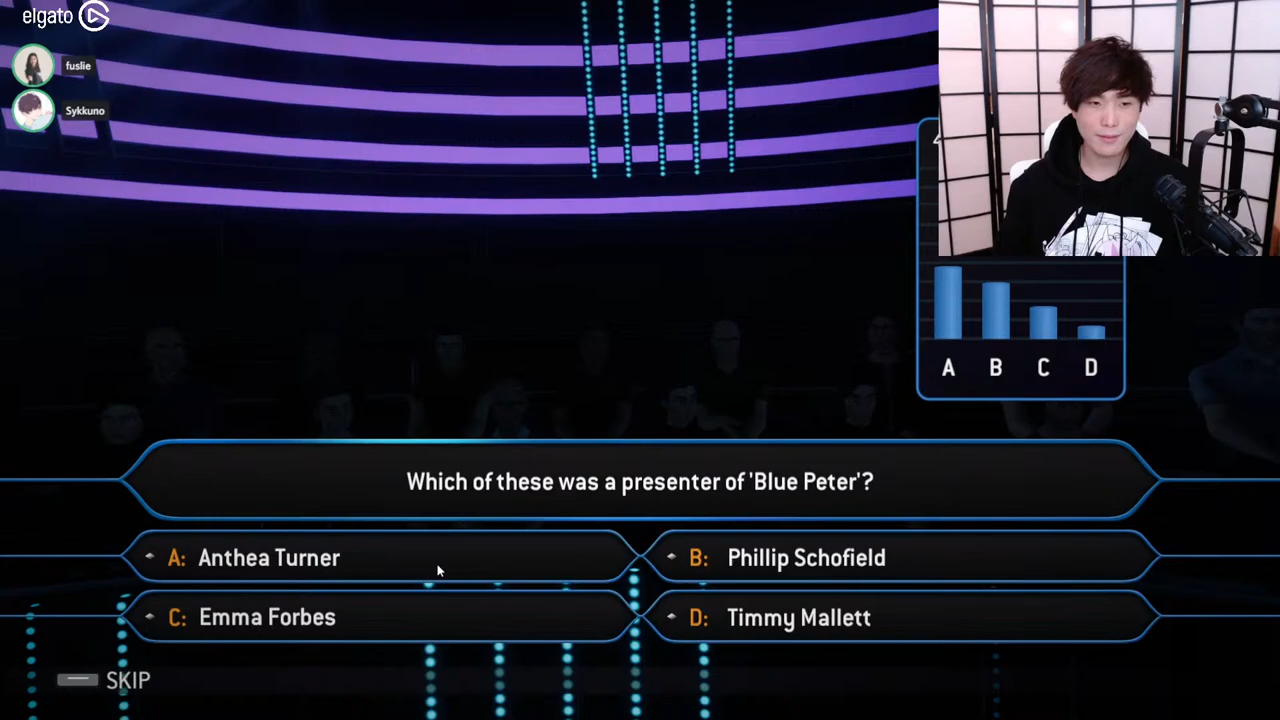 elgato
fuslie
Sykkuno
A B C D
Which of these was a presenter of 'Blue Peter'?
A: Anthea Turner
B: Phillip Schofield
C: Emma Forbes
D: Timmy Mallett
SKIP